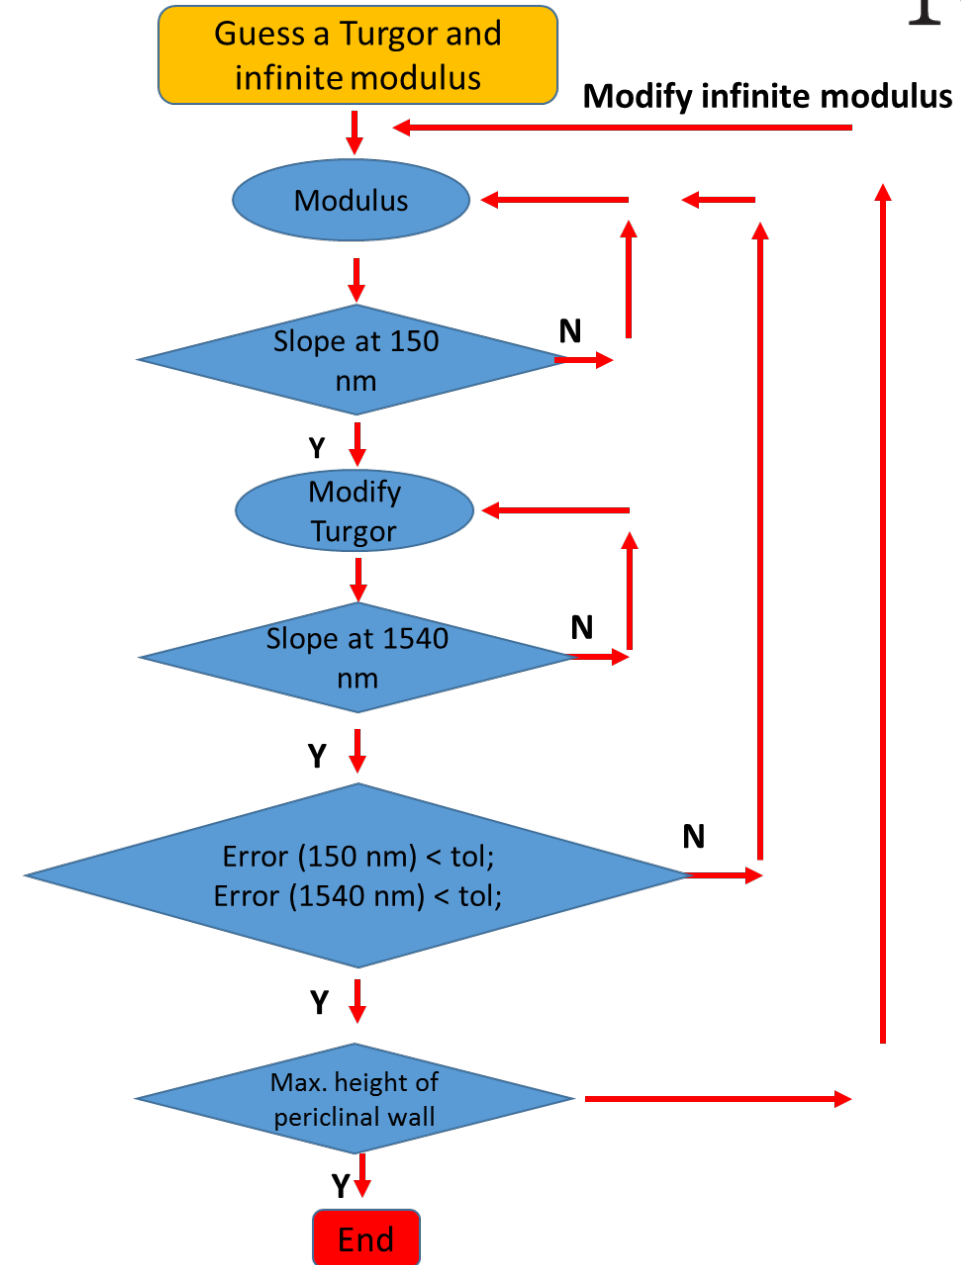 Guess a Turgor and
infinite modulus
Modify infinite modulus
Modulus
Slope at 150
nm
N
Y
Modify
Turgor
Slope at 1540
nm
N
Y
Error (150 nm) < tol;
Error (1540 nm) < tol;
N
Y
Max. height of
periclinal wall
Y
End